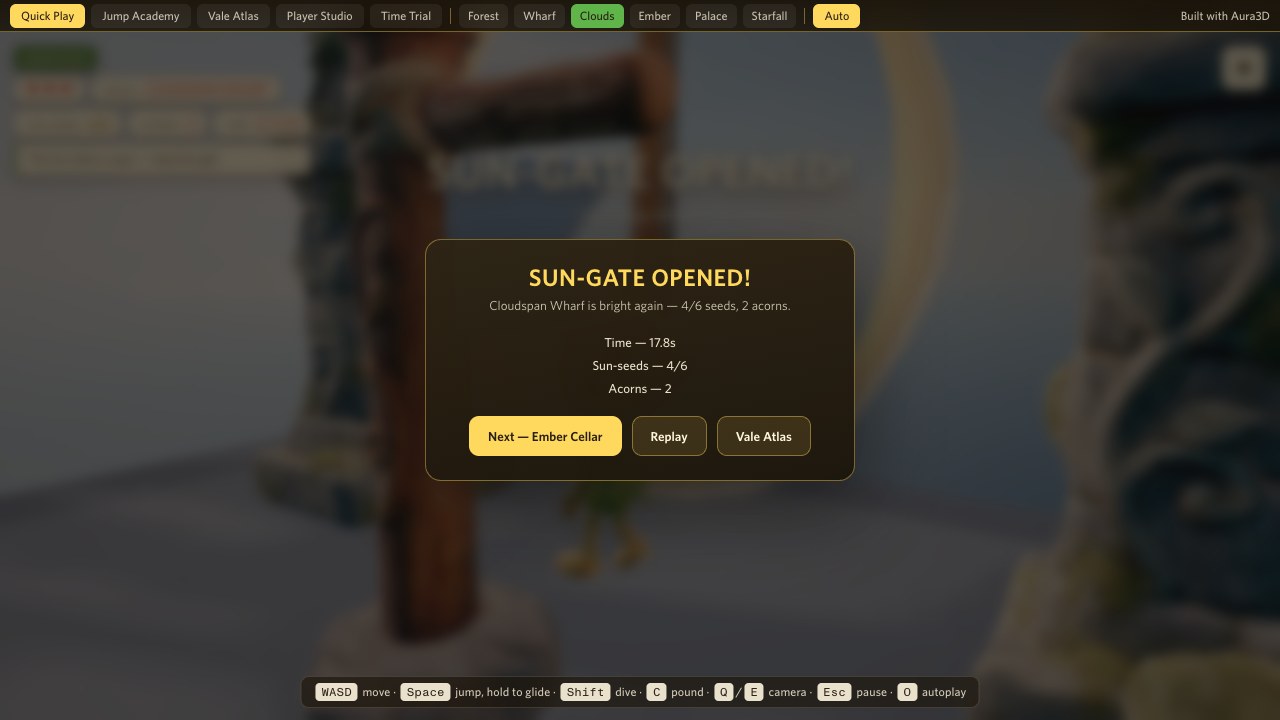 Quick Play Jump Academy Vale Atlas Player Studio Time Trial Forest Wharf Clouds Ember Palace Starfall Auto Built with Aura3D
SUN-GATE OPENED!
SUN-GATE OPENED!
Cloudspan Wharf is bright again — 4/6 seeds, 2 acorns.
Time — 17.8s
Sun-seeds — 4/6
Acorns — 2
Next — Ember Cellar Replay Vale Atlas
WASD move · Space jump, hold to glide · Shift dive · C pound · Q / E camera · Esc pause · O autoplay